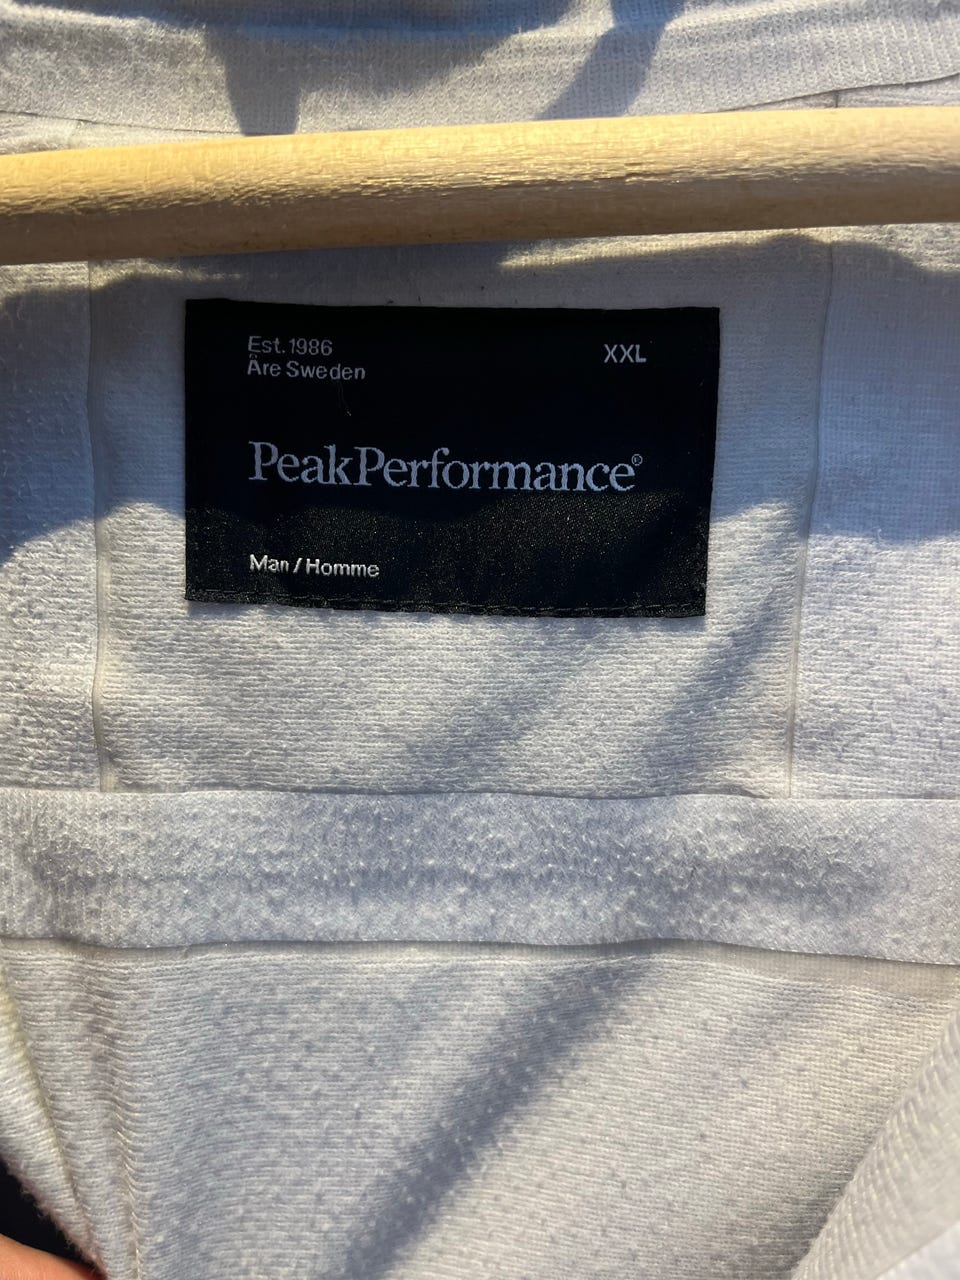 Est. 1986
Åre Sweden
XXL
PeakPerformance®
Man / Homme